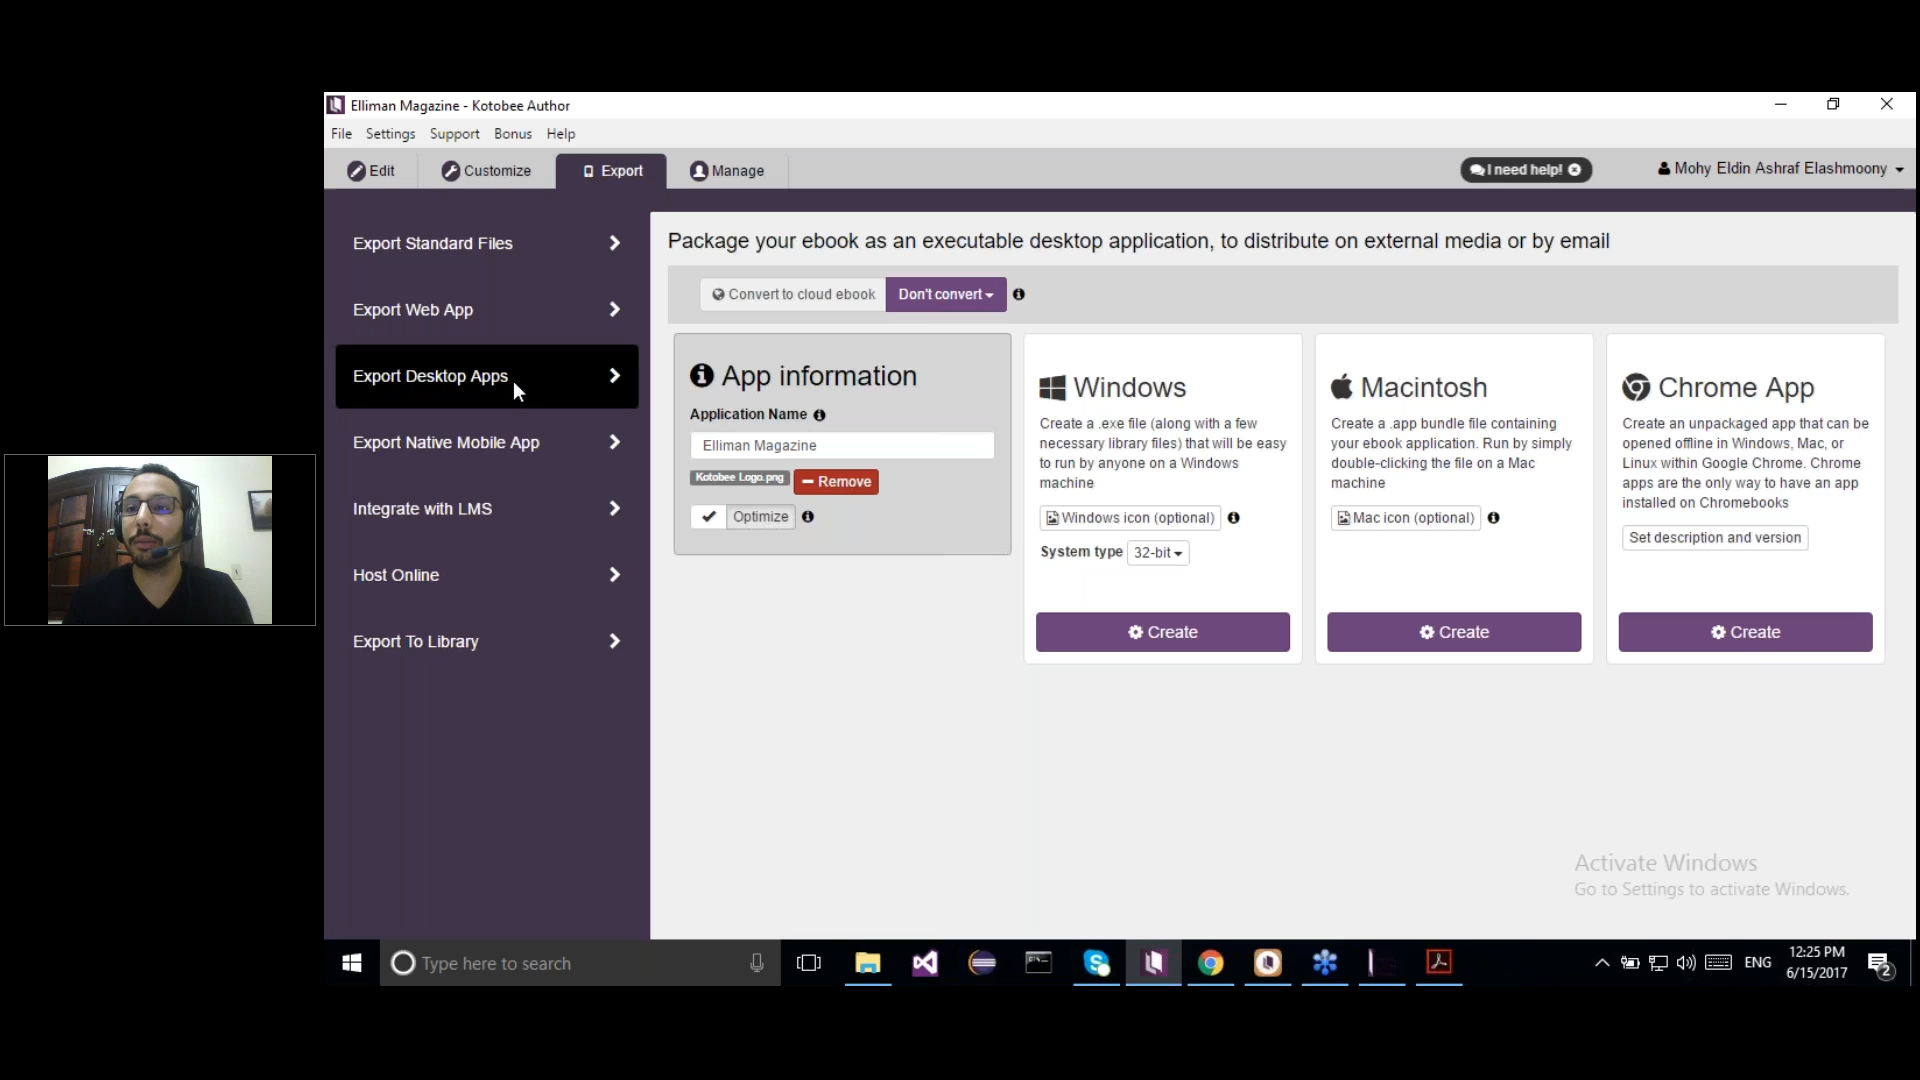 Elliman Magazine - Kotobee Author
File Settings Support Bonus Help
Edit Customize Export Manage I need help! Mohy Eldin Ashraf Elashmoony
Export Standard Files
Export Web App
Export Desktop Apps
Export Native Mobile App
Integrate with LMS
Host Online
Export To Library
Package your ebook as an executable desktop application, to distribute on external media or by email
Convert to cloud ebook Don't convert
App information
Application Name
Elliman Magazine
Kotobee Logo.png Remove
Optimize
Windows
Create a .exe file (along with a few
necessary library files) that will be easy
to run by anyone on a Windows
machine
Windows icon (optional)
System type 32-bit
Create
Macintosh
Create a .app bundle file containing
your ebook application. Run by simply
double-clicking the file on a Mac
machine
Mac icon (optional)
Create
Chrome App
Create an unpackaged app that can be
opened offline in Windows, Mac, or
Linux within Google Chrome. Chrome
apps are the only way to have an app
installed on Chromebooks
Set description and version
Create
Activate Windows
Go to Settings to activate Windows.
Type here to search
ENG
12:25 PM
6/15/2017
2